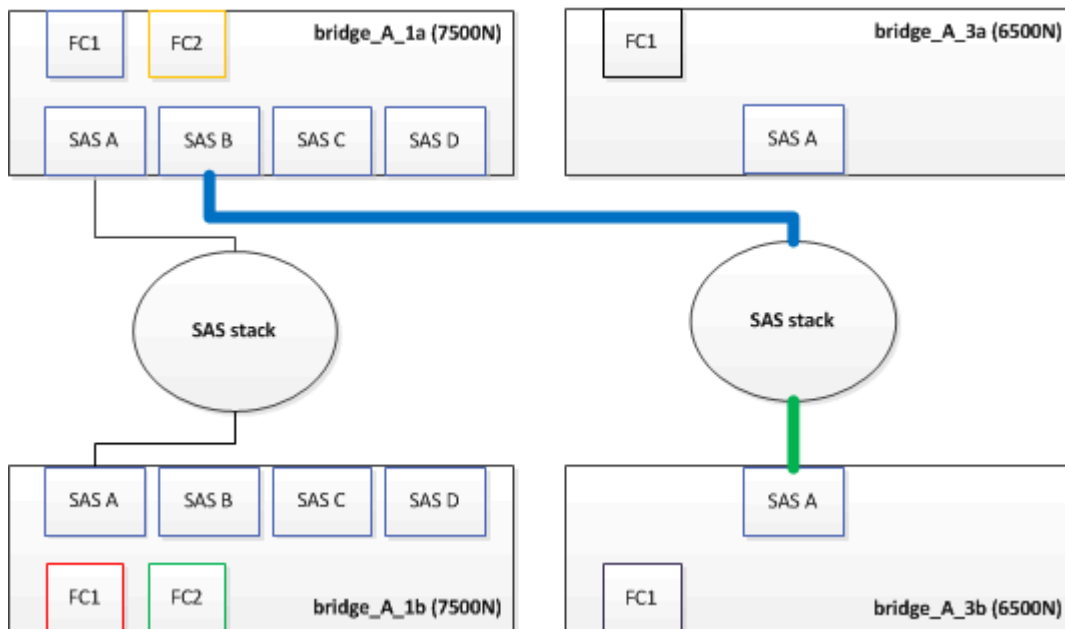 FC1 FC2 bridge_A_1a (7500N)
SAS A SAS B SAS C SAS D
FC1 bridge_A_3a (6500N)
SAS A
SAS stack
SAS stack
SAS A SAS B SAS C SAS D
FC1 FC2 bridge_A_1b (7500N)
SAS A
FC1 bridge_A_3b (6500N)